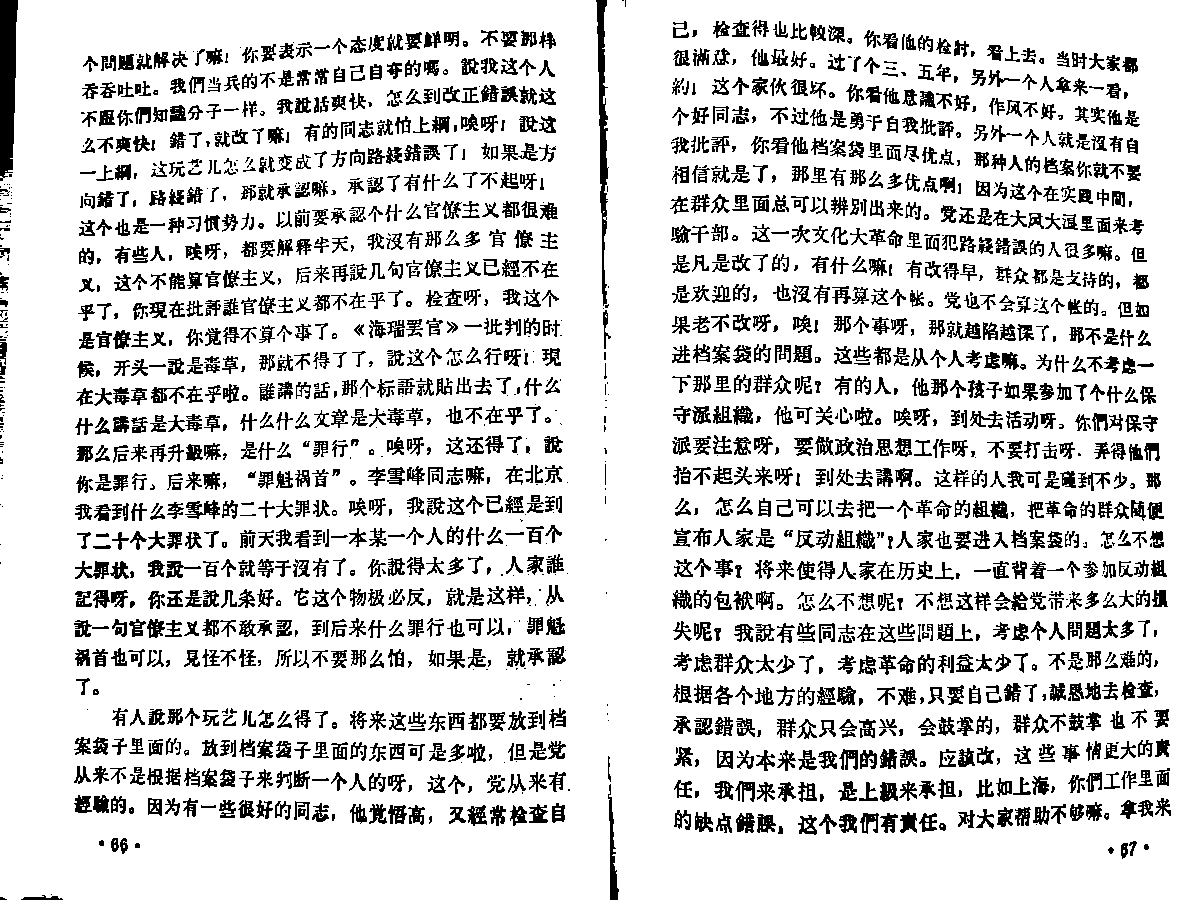 个問題就解决了嘛！你要表示一个态度就要鮮明。不要那样
吞吞吐吐。我們当兵的不是常常自己自夸的嗎。說我这个人
不跟你們知識分子一样。我說話爽快，怎么到改正錯誤就这
么不爽快！錯了，就改了嘛！有的同志就怕上綱，唉呀！說这
一上綱，这玩艺儿怎么就变成了方向路綫錯誤了！如果是方
向錯了，路綫錯了，那就承認嘛，承認了有什么了不起呀！
这个也是一种习惯势力。以前要承認个什么官僚主义都很难
的，有些人，唉呀，都要解釋半天，我沒有那么多官僚主
义，这个不能算官僚主义，后来再說几句官僚主义已經不在
乎了，你現在批評誰官僚主义都不在乎了。檢查呀，我这个
是官僚主义，你覚得不算个事了。《海瑞罢官》一批判的时
候，开头一說是毒草，那就不得了了，說这个怎么行呀！現
在大毒草都不在乎啦。誰講的話，那个标語就貼出去了，什么
什么講話是大毒草，什么什么文章是大毒草，也不在乎了。
那么后来再升級嘛，是什么“罪行”。唉呀，这还得了，說
你是罪行。后来嘛，“罪魁祸首”。李雪峰同志嘛，在北京
我看到什么李雪峰的二十大罪状。唉呀，我說这个已經是到
了二十个大罪状了。前天我看到一本某一个人的什么一百个
大罪状，我說一百个就等于沒有了。你說得太多了，人家誰
記得呀，你还是說几条好。它这个物极必反，就是这样，从
說一句官僚主义都不敢承認，到后来什么罪行也可以，罪魁
祸首也可以，見怪不怪，所以不要那么怕，如果是，就承認
了。
有人說那个玩艺儿怎么得了。将来这些东西都要放到档
案袋子里面的。放到档案袋子里面的东西可是多啦，但是党
从来不是根据档案袋子来判断一个人的呀，这个，党从来有
經驗的。因为有一些很好的同志，他覚悟高，又經常检查自
·66·
己，检查得也比較深。你看他的检討，看上去。当时大家都
很滿意，他最好。过了个三、五年，另外一个人拿来一看，
約！这个家伙很坏。你看他意識不好，作风不好。其实他是
个好同志，不过他是勇于自我批評。另外一个人就是沒有自
我批評，你看他档案袋里面尽优点，那种人的档案你就不要
相信就是了，那里有那么多优点啊！因为这个在实践中間，
在群众里面总可以辨别出来的。党还是在大风大浪里面来考
驗干部。这一次文化大革命里面犯路綫錯誤的人很多嘛。但
是凡是改了的，有什么嘛！有改得早，群众都是支持的，都
是欢迎的，也沒有再算这个帐。党也不会算这个帐的。但如
果老不改呀，唉！那个事呀，那就越陷越深了，那不是什么
进档案袋的問題。这些都是从个人考虑嘛。为什么不考虑一
下那里的群众呢？有的人，他那个孩子如果参加了个什么保
守派組織，他可关心啦。唉呀，到处去活动呀。你們对保守
派要注意呀，要做政治思想工作呀，不要打击呀，弄得他們
抬不起头来呀！到处去講啊。这样的人我可是碰到不少。那
么，怎么自己可以去把一个革命的組織，把革命的群众随便
宣布人家是“反动組織”？人家也要进入档案袋的。怎么不想
这个事？将来使得人家在历史上，一直背着一个参加反动組
織的包袱啊。怎么不想呢？不想这样会給党带来多么大的損
失呢？我說有些同志在这些問題上，考虑个人問題太多了，
考虑群众太少了，考虑革命的利益太少了。不是那么难的，
根据各个地方的經驗，不难，只要自己錯了，誠恳地去检查，
承認錯誤，群众只会高兴，会鼓掌的，群众不鼓掌也不要
紧，因为本来是我們的錯誤。应該改，这些事情更大的責
任，我們来承担，是上級来承担，比如上海，你們工作里面
的缺点錯誤，这个我們有責任。对大家帮助不够嘛。拿我来
·67·